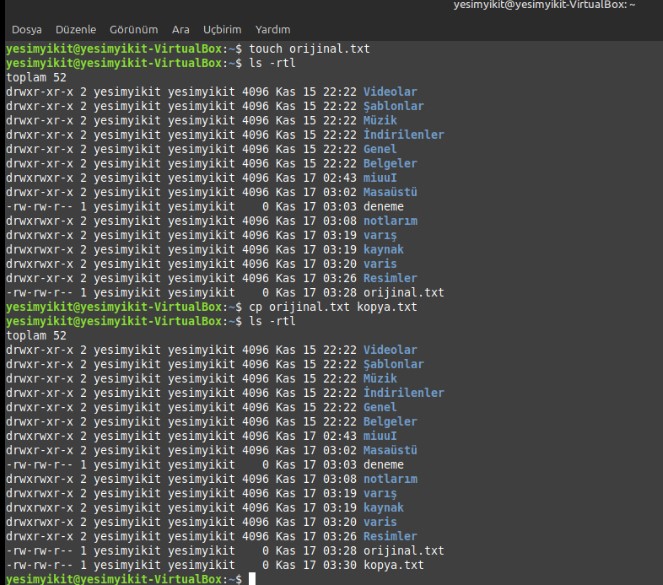 yesimyikit@yesimyikit-VirtualBox: ~
Dosya Düzenle Görünüm Ara Uçbirim Yardım
yesimyikit@yesimyikit-VirtualBox:~$ touch orijinal.txt
yesimyikit@yesimyikit-VirtualBox:~$ ls -rtl
toplam 52
drwxr-xr-x 2 yesimyikit yesimyikit 4096 Kas 15 22:22 Videolar
drwxr-xr-x 2 yesimyikit yesimyikit 4096 Kas 15 22:22 Şablonlar
drwxr-xr-x 2 yesimyikit yesimyikit 4096 Kas 15 22:22 Müzik
drwxr-xr-x 2 yesimyikit yesimyikit 4096 Kas 15 22:22 İndirilenler
drwxr-xr-x 2 yesimyikit yesimyikit 4096 Kas 15 22:22 Genel
drwxr-xr-x 2 yesimyikit yesimyikit 4096 Kas 15 22:22 Belgeler
drwxrwxr-x 2 yesimyikit yesimyikit 4096 Kas 17 02:43 miuuI
drwxr-xr-x 2 yesimyikit yesimyikit 4096 Kas 17 03:02 Masaüstü
-rw-rw-r-- 1 yesimyikit yesimyikit    0 Kas 17 03:03 deneme
drwxrwxr-x 2 yesimyikit yesimyikit 4096 Kas 17 03:08 notlarım
drwxrwxr-x 2 yesimyikit yesimyikit 4096 Kas 17 03:19 varış
drwxrwxr-x 2 yesimyikit yesimyikit 4096 Kas 17 03:19 kaynak
drwxrwxr-x 2 yesimyikit yesimyikit 4096 Kas 17 03:20 varis
drwxr-xr-x 2 yesimyikit yesimyikit 4096 Kas 17 03:26 Resimler
-rw-rw-r-- 1 yesimyikit yesimyikit    0 Kas 17 03:28 orijinal.txt
yesimyikit@yesimyikit-VirtualBox:~$ cp orijinal.txt kopya.txt
yesimyikit@yesimyikit-VirtualBox:~$ ls -rtl
toplam 52
drwxr-xr-x 2 yesimyikit yesimyikit 4096 Kas 15 22:22 Videolar
drwxr-xr-x 2 yesimyikit yesimyikit 4096 Kas 15 22:22 Şablonlar
drwxr-xr-x 2 yesimyikit yesimyikit 4096 Kas 15 22:22 Müzik
drwxr-xr-x 2 yesimyikit yesimyikit 4096 Kas 15 22:22 İndirilenler
drwxr-xr-x 2 yesimyikit yesimyikit 4096 Kas 15 22:22 Genel
drwxr-xr-x 2 yesimyikit yesimyikit 4096 Kas 15 22:22 Belgeler
drwxrwxr-x 2 yesimyikit yesimyikit 4096 Kas 17 02:43 miuuI
drwxr-xr-x 2 yesimyikit yesimyikit 4096 Kas 17 03:02 Masaüstü
-rw-rw-r-- 1 yesimyikit yesimyikit    0 Kas 17 03:03 deneme
drwxrwxr-x 2 yesimyikit yesimyikit 4096 Kas 17 03:08 notlarım
drwxrwxr-x 2 yesimyikit yesimyikit 4096 Kas 17 03:19 varış
drwxrwxr-x 2 yesimyikit yesimyikit 4096 Kas 17 03:19 kaynak
drwxrwxr-x 2 yesimyikit yesimyikit 4096 Kas 17 03:20 varis
drwxr-xr-x 2 yesimyikit yesimyikit 4096 Kas 17 03:26 Resimler
-rw-rw-r-- 1 yesimyikit yesimyikit    0 Kas 17 03:28 orijinal.txt
-rw-rw-r-- 1 yesimyikit yesimyikit    0 Kas 17 03:30 kopya.txt
yesimyikit@yesimyikit-VirtualBox:~$